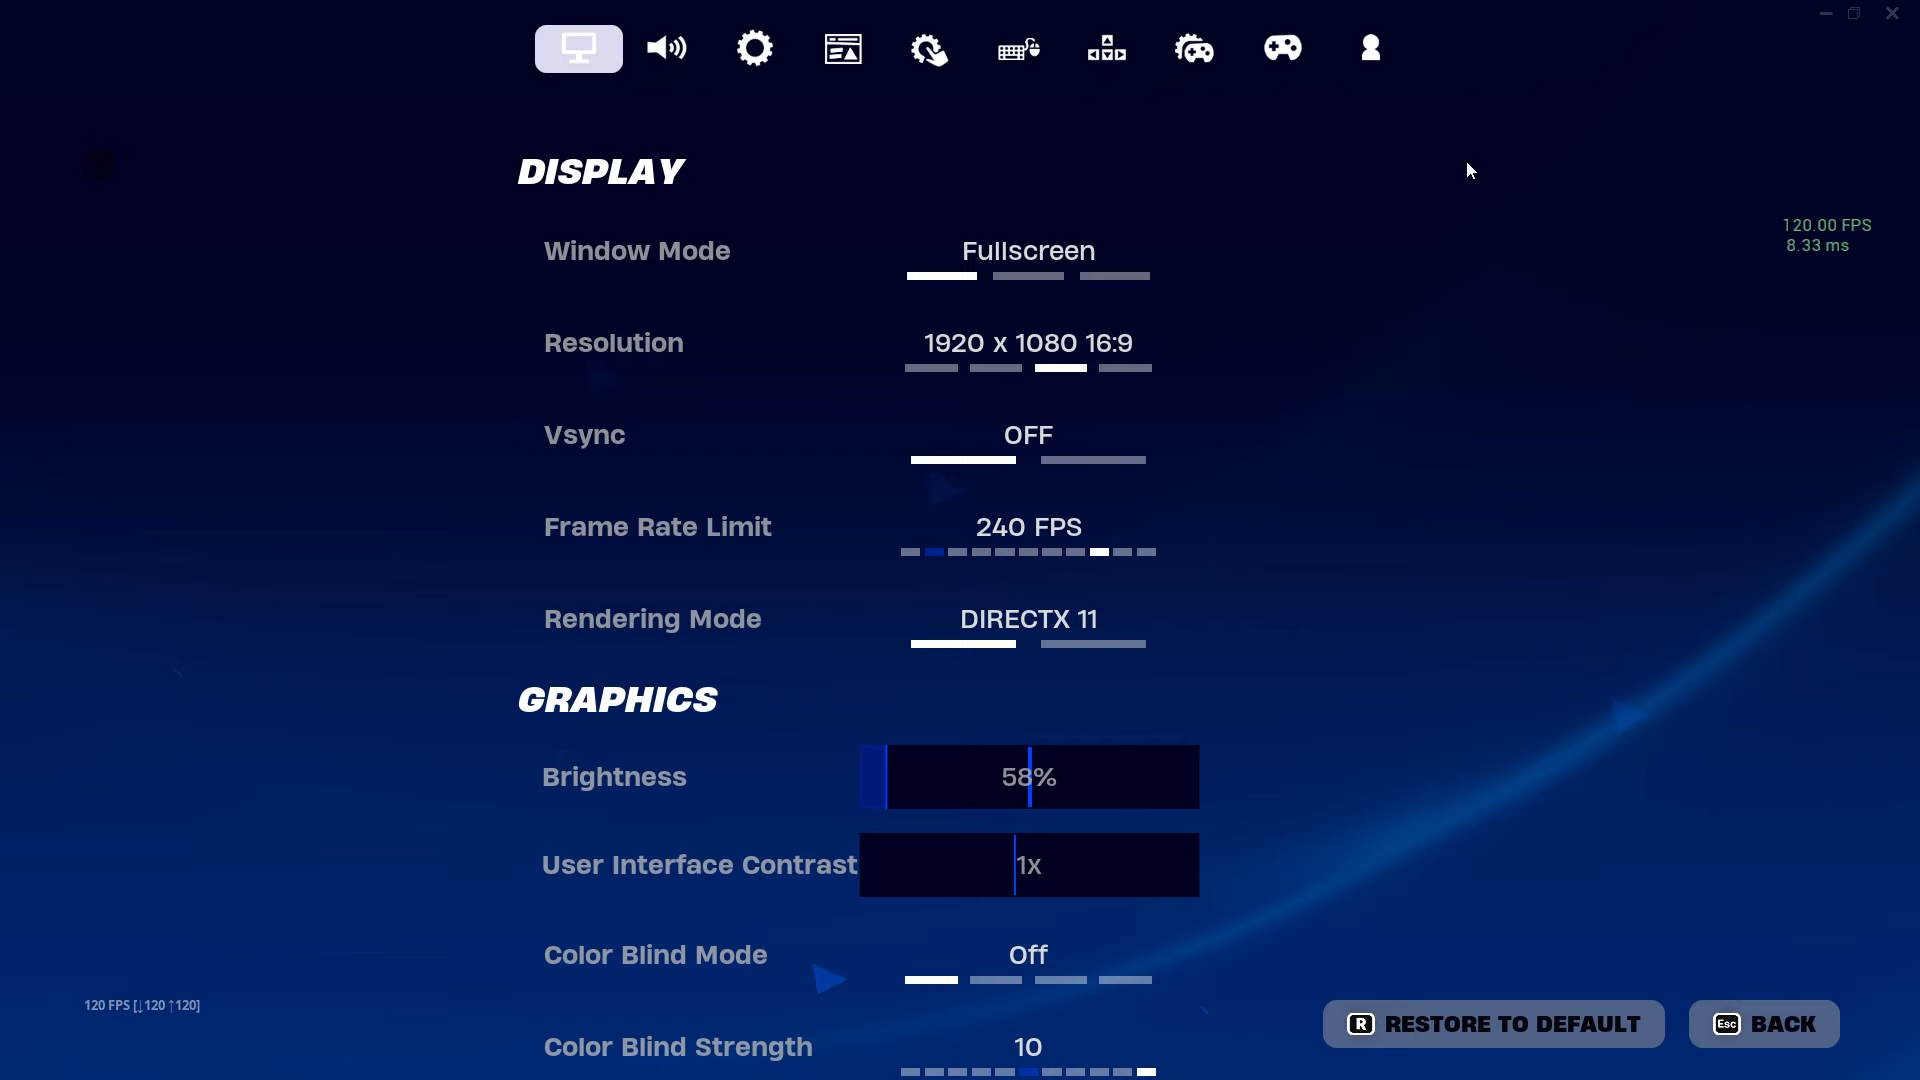 DISPLAY
Window Mode Fullscreen
120.00 FPS
8.33 ms
Resolution 1920 x 1080 16:9
Vsync OFF
Frame Rate Limit 240 FPS
Rendering Mode DIRECTX 11
GRAPHICS
Brightness 58%
User Interface Contrast 1x
Color Blind Mode Off
120 FPS [↓120 ↑120]
R RESTORE TO DEFAULT
Esc BACK
Color Blind Strength 10